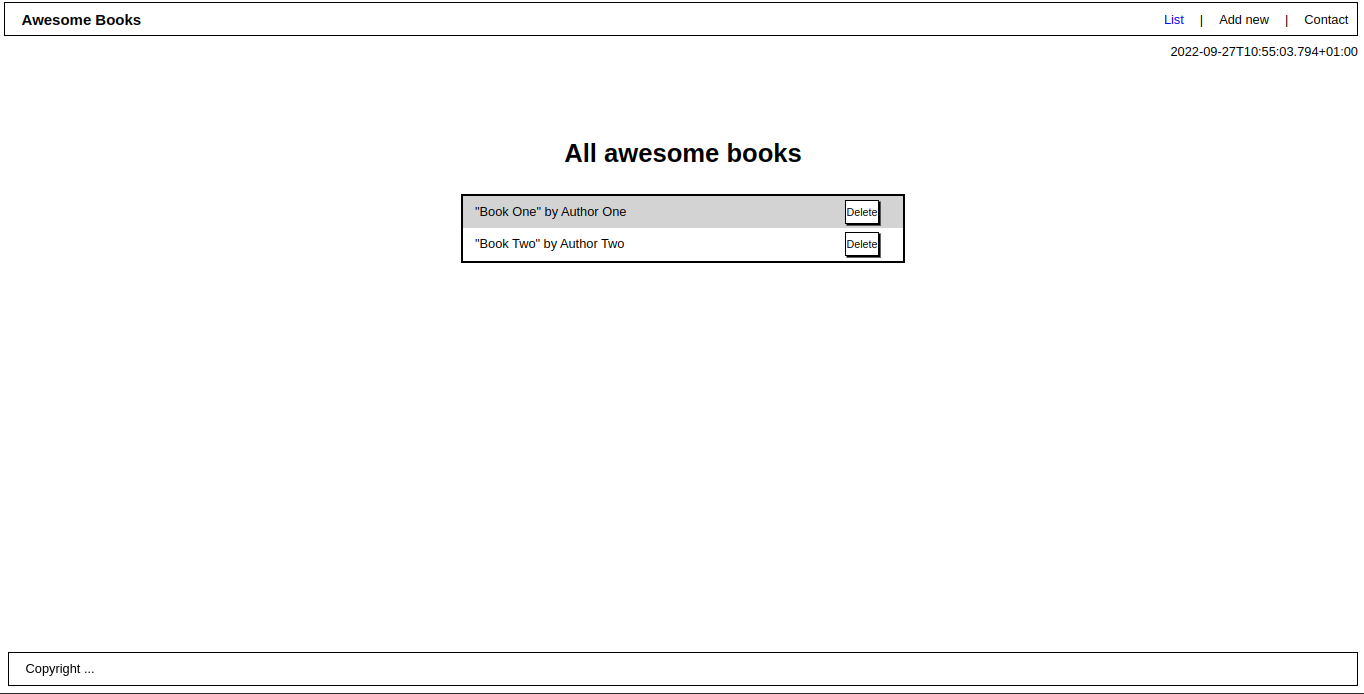 Awesome Books List | Add new | Contact
2022-09-27T10:55:03.794+01:00
All awesome books
"Book One" by Author One Delete
"Book Two" by Author Two Delete
Copyright ...